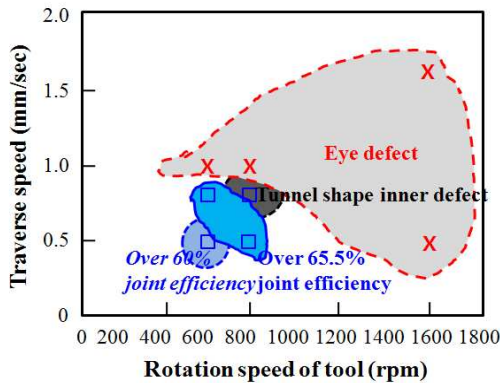 2.0
1.5
1.0
0.5
0
Traverse speed (mm/sec)
X
X
X
X
Eye defect
Tunnel shape inner defect
Over 60%
joint efficiency
Over 65.5%
joint efficiency
0 200 400 600 800 1000 1200 1400 1600 1800
Rotation speed of tool (rpm)